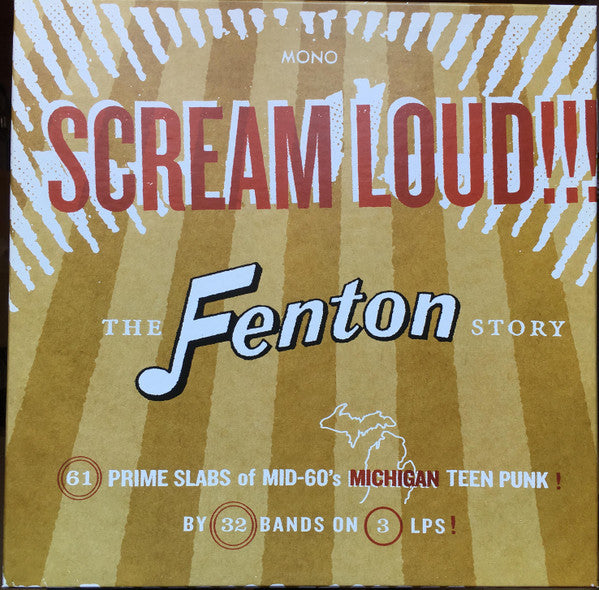 MONO
SCREAM LOUD!!!
THE Fenton STORY
61 PRIME SLABS of MID-60's MICHIGAN TEEN PUNK!
BY 32 BANDS ON 3 LPS!